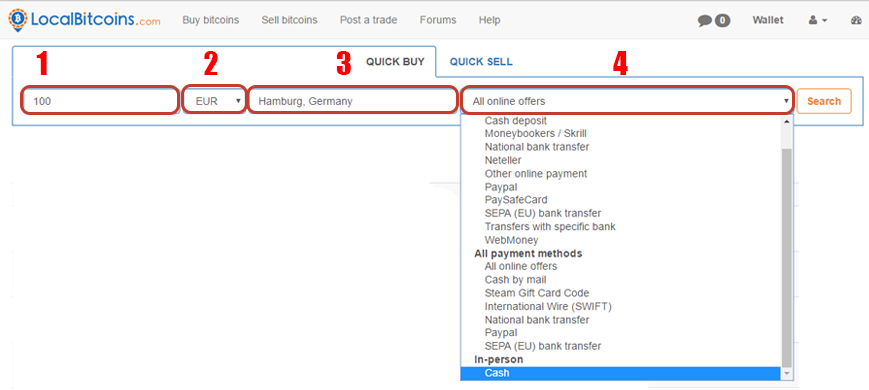 LocalBitcoins.com Buy bitcoins Sell bitcoins Post a trade Forums Help 0 Wallet
1 2 3 4
QUICK BUY QUICK SELL
100 EUR Hamburg, Germany All online offers Search
Cash deposit
Moneybookers / Skrill
National bank transfer
Neteller
Other online payment
Paypal
PaySafeCard
SEPA (EU) bank transfer
Transfers with specific bank
WebMoney
All payment methods
All online offers
Cash by mail
Steam Gift Card Code
International Wire (SWIFT)
National bank transfer
Paypal
SEPA (EU) bank transfer
In-person
Cash